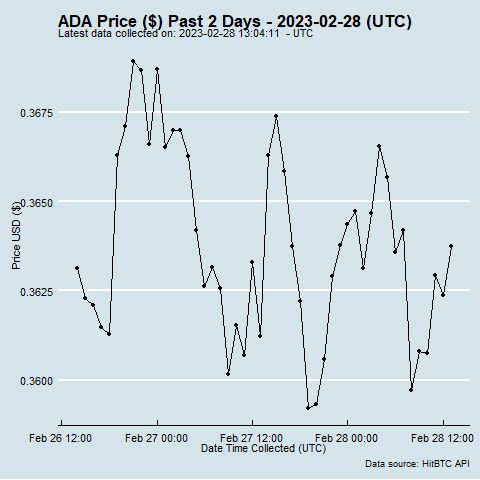 ADA Price ($) Past 2 Days - 2023-02-28 (UTC)
Latest data collected on: 2023-02-28 13:04:11  - UTC
0.3675
0.3650
0.3625
0.3600
Price USD ($)
Feb 26 12:00 Feb 27 00:00 Feb 27 12:00 Feb 28 00:00 Feb 28 12:00
Date Time Collected (UTC)
Data source: HitBTC API